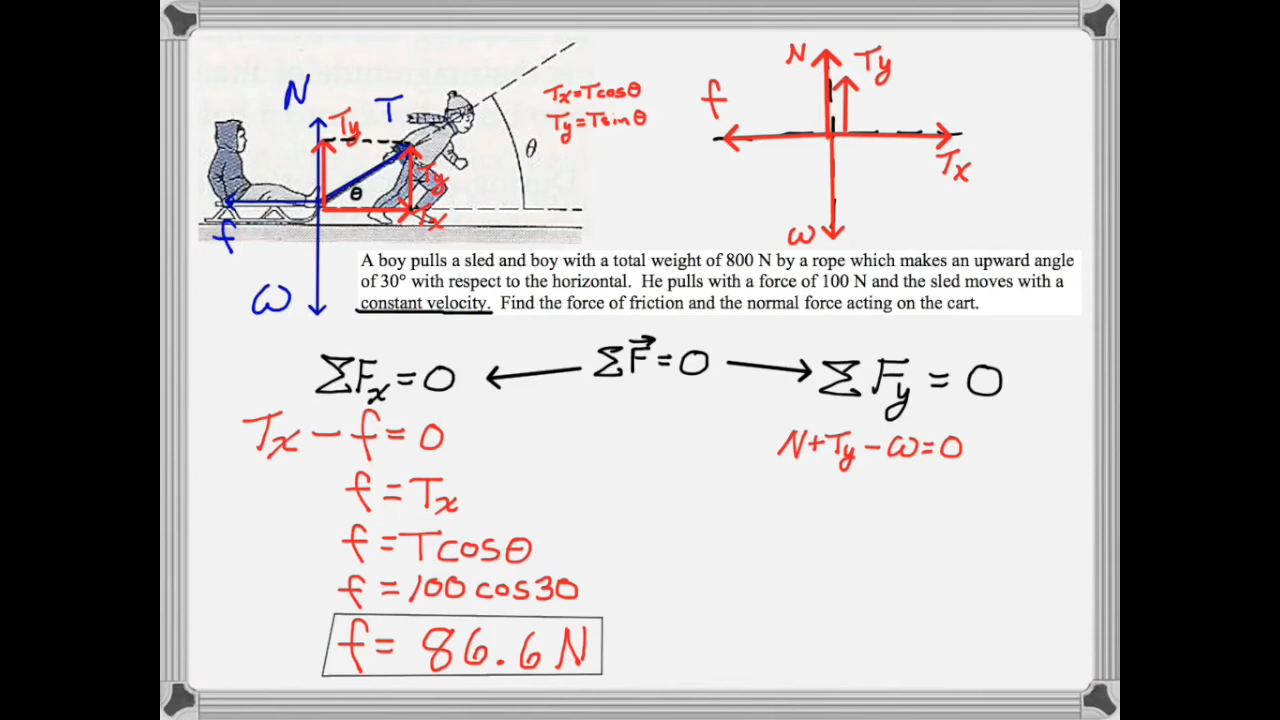 N
Ty
T
Tx=Tcosθ
Ty=Tsinθ
θ
θ
Ty
Tx
f
ω
N
Ty
f
Tx
ω
A boy pulls a sled and boy with a total weight of 800 N by a rope which makes an upward angle
of 30° with respect to the horizontal. He pulls with a force of 100 N and the sled moves with a
constant velocity. Find the force of friction and the normal force acting on the cart.
ΣF⃗=0
ΣFx=0
Tx-f=0
f=Tx
f=Tcosθ
f=100cos30
f=86.6N
ΣFy=0
N+Ty-ω=0